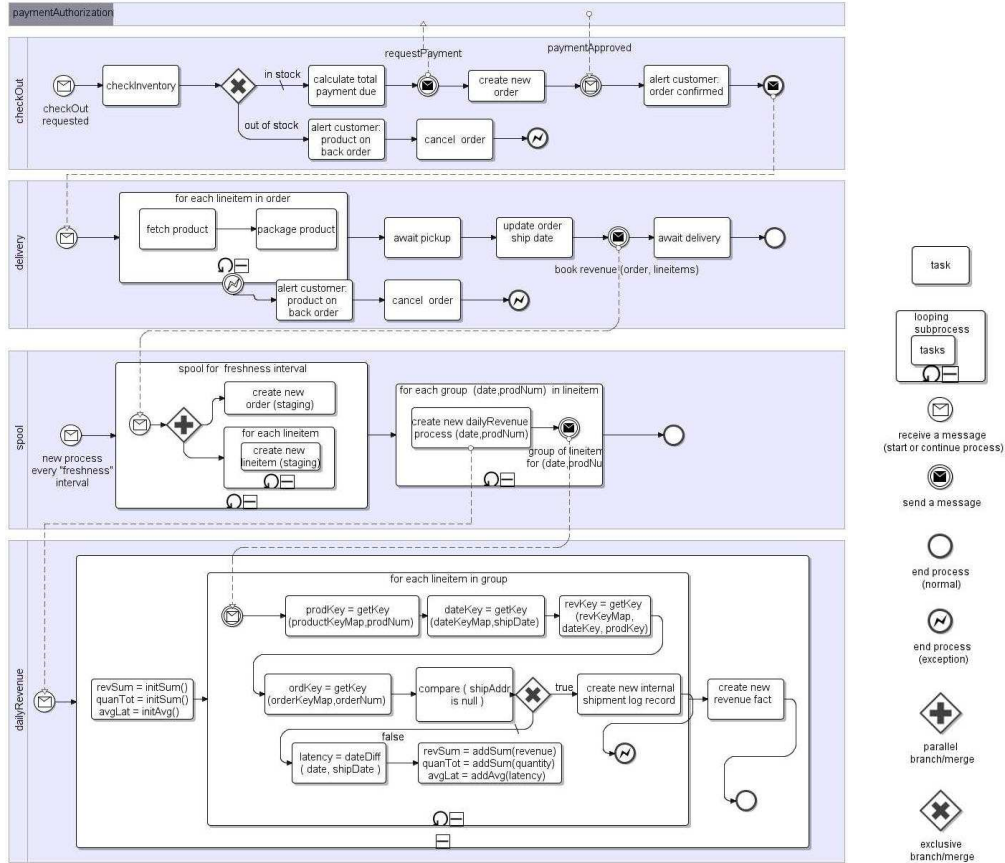 paymentAuthorization
checkOut
checkOut
requested
checkInventory
in stock
out of stock
calculate total
payment due
requestPayment
create new
order
paymentApproved
alert customer:
order confirmed
alert customer:
product on
back order
cancel order
delivery
for each lineitem in order
fetch product
package product
await pickup
update order
ship date
book revenue (order, lineitems)
await delivery
alert customer:
product on
back order
cancel order
spool
new process
every "freshness"
interval
spool for freshness interval
create new
order (staging)
for each lineitem
create new
lineitem (staging)
for each group (date,prodNum) in lineitem
create new dailyRevenue
process (date,prodNum)
group of lineitem
for (date,prodNu
dailyRevenue
revSum = initSum()
quanTot = initSum()
avgLat = initAvg()
for each lineitem in group
prodKey = getKey
(productKeyMap,prodNum)
dateKey = getKey
(dateKeyMap,shipDate)
revKey = getKey
(revKeyMap,
dateKey, prodKey)
ordKey = getKey
(orderKeyMap,orderNum)
compare ( shipAddr
is null )
true
false
create new internal
shipment log record
create new
revenue fact
latency = dateDiff
( date, shipDate )
revSum = addSum(revenue)
quanTot = addSum(quantity)
avgLat = addAvg(latency)
task
looping
subprocess
tasks
receive a message
(start or continue process)
send a message
end process
(normal)
end process
(exception)
parallel
branch/merge
exclusive
branch/merge